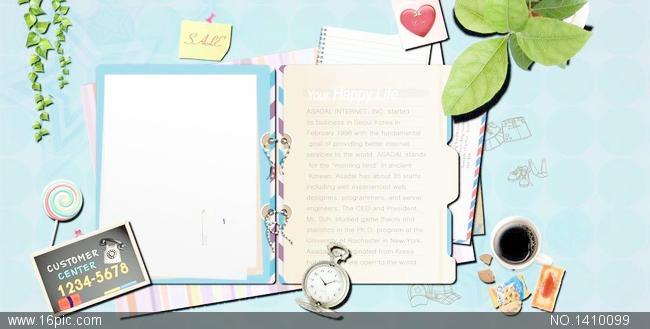 SALE
Your Happy Life
ASADAL INTERNET, INC. started
its business in Seoul Korea in
February 1998 with the fundamental
goal of providing better internet
services to the world. ASADAL stands
for the "morning land" in ancient
Korean. Asadal has about 35 staffs
including well experienced web
designers, programmers, and server
engineers. The CEO and President,
Mr. Suh, studied game theory and
statistics in the Ph.D. program at the
University of Rochester in New York.
originated from Korea
open to the world
CUSTOMER
CENTER
1234-5678
www.16pic.com
NO.1410099